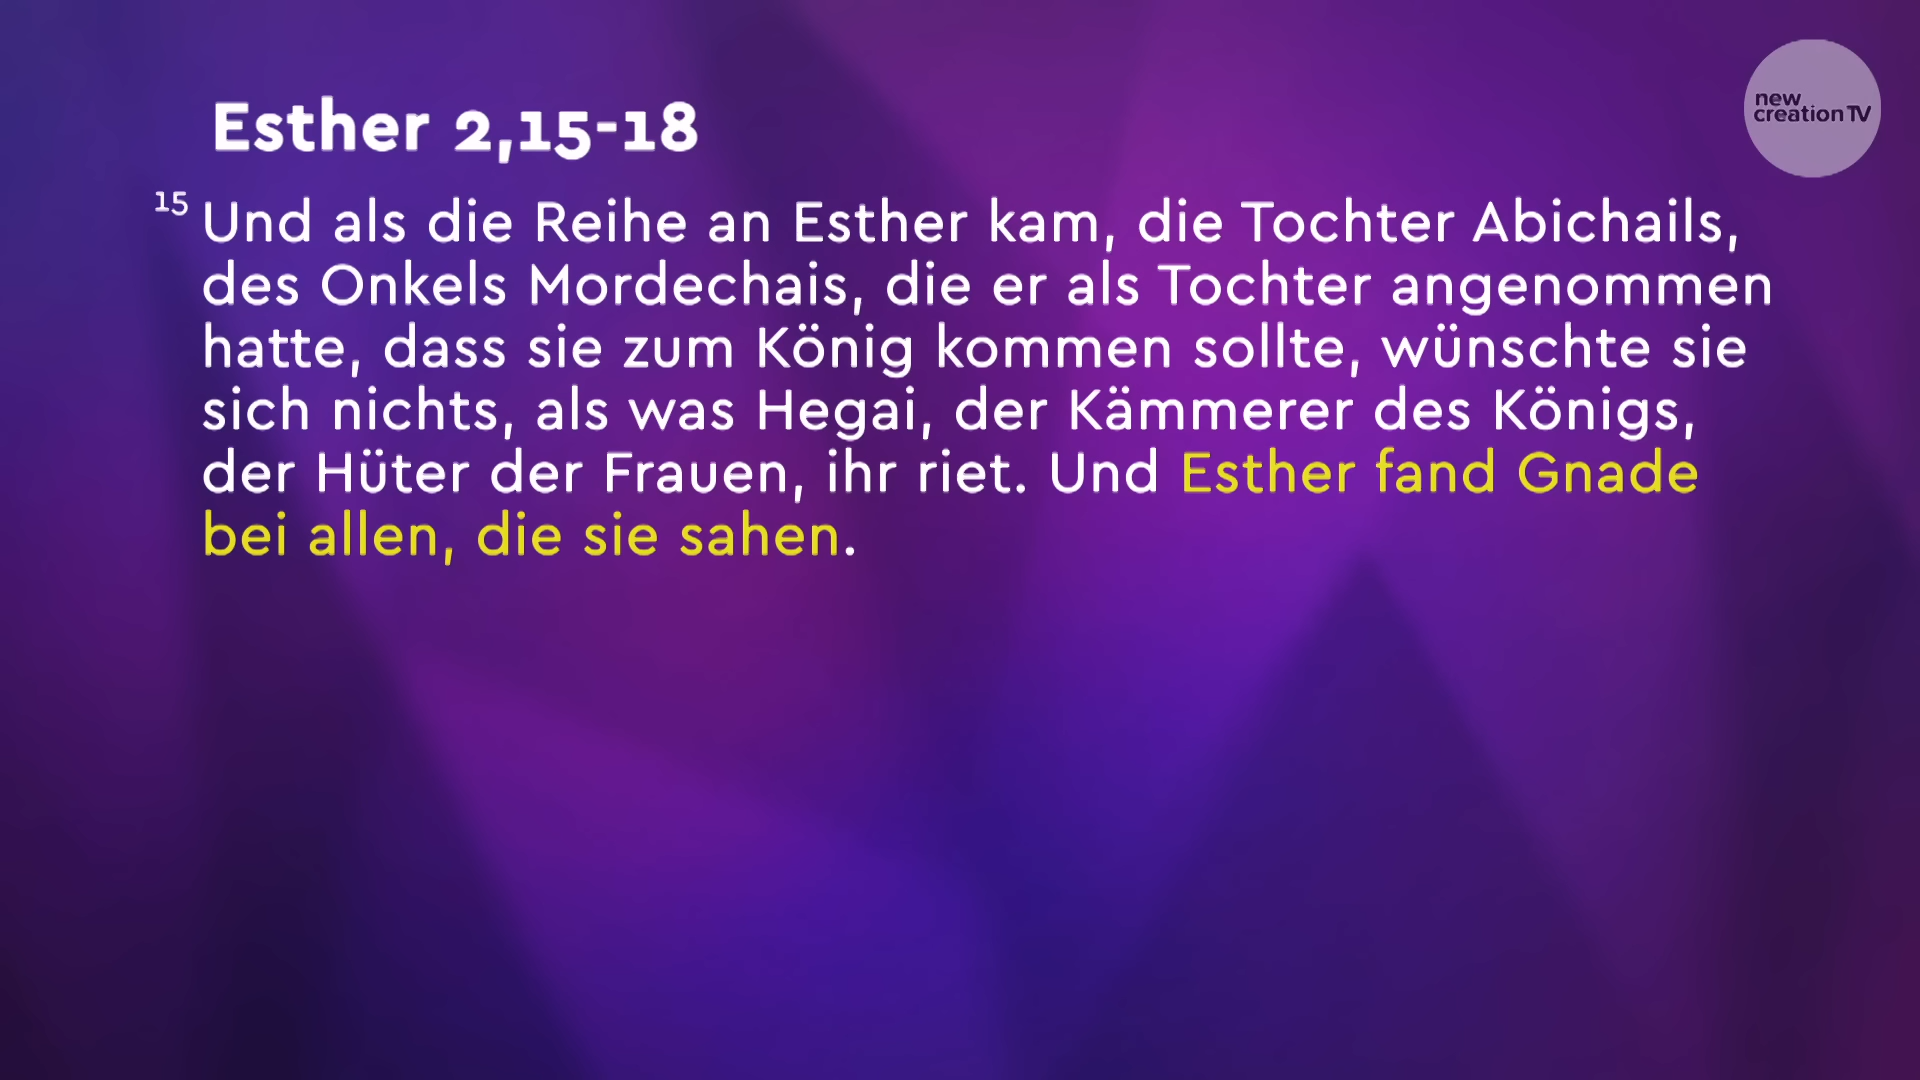 new
creation TV
Esther 2,15-18
15 Und als die Reihe an Esther kam, die Tochter Abichails,
des Onkels Mordechais, die er als Tochter angenommen
hatte, dass sie zum König kommen sollte, wünschte sie
sich nichts, als was Hegai, der Kämmerer des Königs,
der Hüter der Frauen, ihr riet. Und Esther fand Gnade
bei allen, die sie sahen.